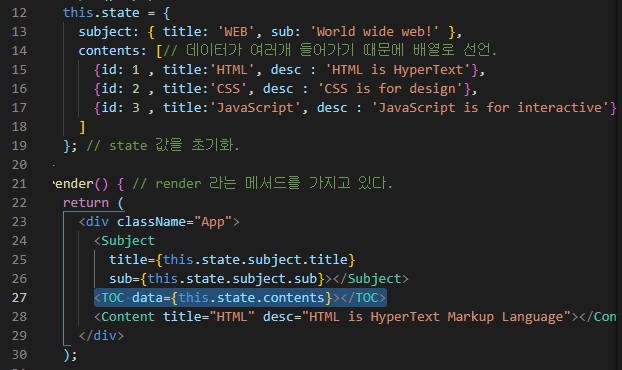 12 this.state = {
13 subject: { title: 'WEB', sub: 'World wide web!' },
14 contents: [// 데이터가 여러개 들어가기 때문에 배열로 선언.
15 {id: 1 , title:'HTML', desc : 'HTML is HyperText'},
16 {id: 2 , title:'CSS', desc : 'CSS is for design'},
17 {id: 3 , title:'JavaScript', desc : 'JavaScript is for interactive'}
18 ]
19 }; // state 값을 초기화.
20
21 render() { // render 라는 메서드를 가지고 있다.
22 return (
23 <div className="App">
24 <Subject
25 title={this.state.subject.title}
26 sub={this.state.subject.sub}></Subject>
27 <TOC data={this.state.contents}></TOC>
28 <Content title="HTML" desc="HTML is HyperText Markup Language"></Con
29 </div>
30 );